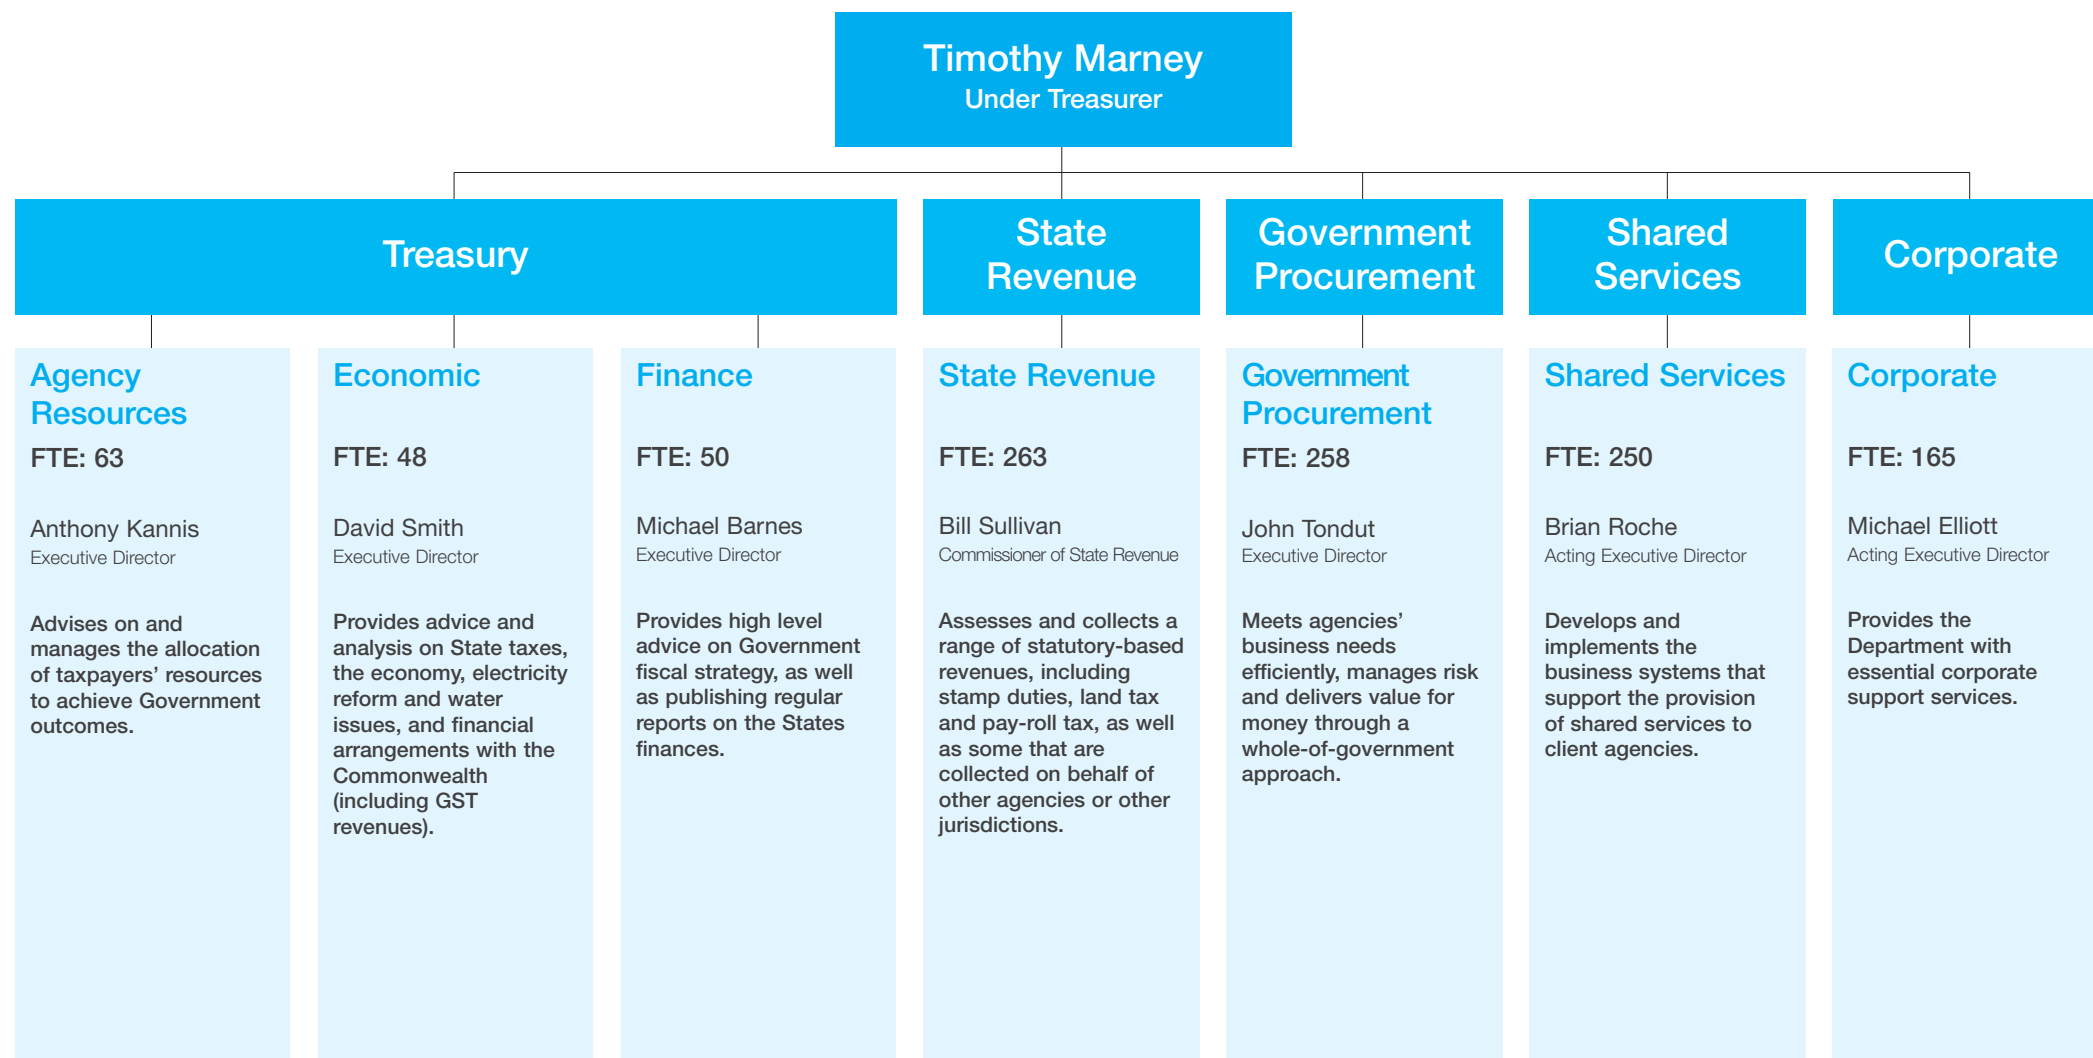 Timothy Marney
Under Treasurer
Treasury
State
Revenue
Government
Procurement
Shared
Services
Corporate
Agency
Resources
FTE: 63
Anthony Kannis
Executive Director
Advises on and
manages the allocation
of taxpayers’ resources
to achieve Government
outcomes.
Economic
FTE: 48
David Smith
Executive Director
Provides advice and
analysis on State taxes,
the economy, electricity
reform and water
issues, and financial
arrangements with the
Commonwealth
(including GST
revenues).
Finance
FTE: 50
Michael Barnes
Executive Director
Provides high level
advice on Government
fiscal strategy, as well
as publishing regular
reports on the States
finances.
State Revenue
FTE: 263
Bill Sullivan
Commissioner of State Revenue
Assesses and collects a
range of statutory-based
revenues, including
stamp duties, land tax
and pay-roll tax, as well
as some that are
collected on behalf of
other agencies or other
jurisdictions.
Government
Procurement
FTE: 258
John Tondut
Executive Director
Meets agencies’
business needs
efficiently, manages risk
and delivers value for
money through a
whole-of-government
approach.
Shared Services
FTE: 250
Brian Roche
Acting Executive Director
Develops and
implements the
business systems that
support the provision
of shared services to
client agencies.
Corporate
FTE: 165
Michael Elliott
Acting Executive Director
Provides the
Department with
essential corporate
support services.